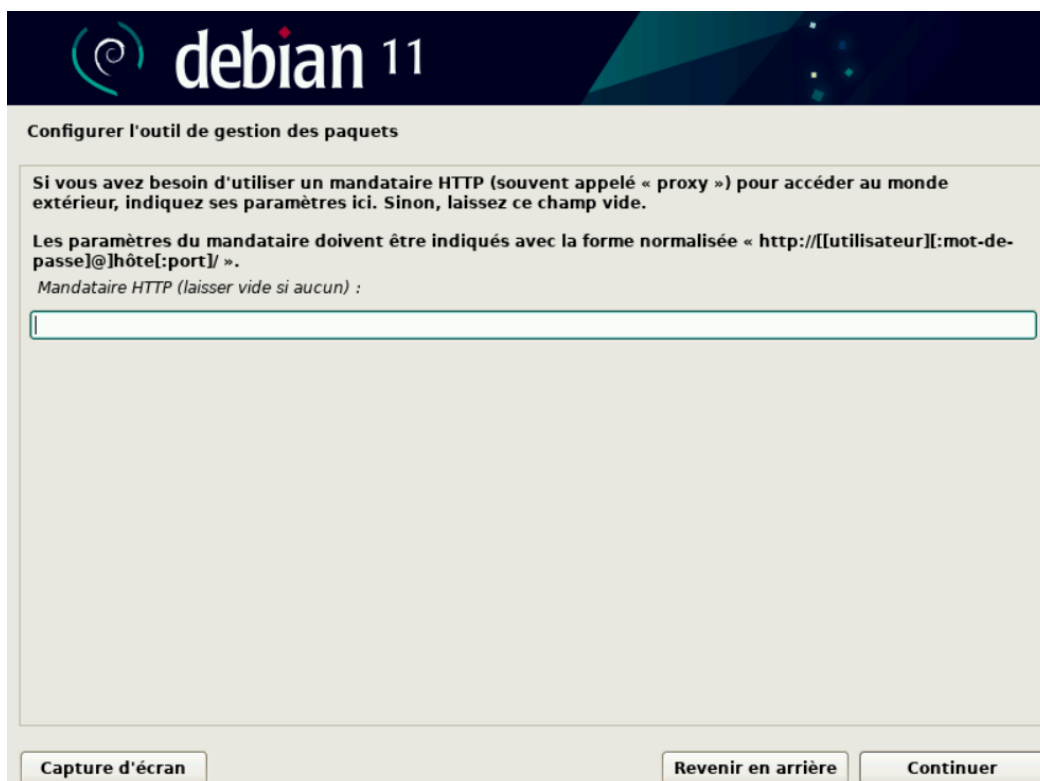 debian 11
Configurer l'outil de gestion des paquets
Si vous avez besoin d'utiliser un mandataire HTTP (souvent appelé « proxy ») pour accéder au monde
extérieur, indiquez ses paramètres ici. Sinon, laissez ce champ vide.
Les paramètres du mandataire doivent être indiqués avec la forme normalisée « http://[[utilisateur][:mot-de-
passe]@]hôte[:port]/ ».
Mandataire HTTP (laisser vide si aucun) :
Capture d'écran
Revenir en arrière
Continuer